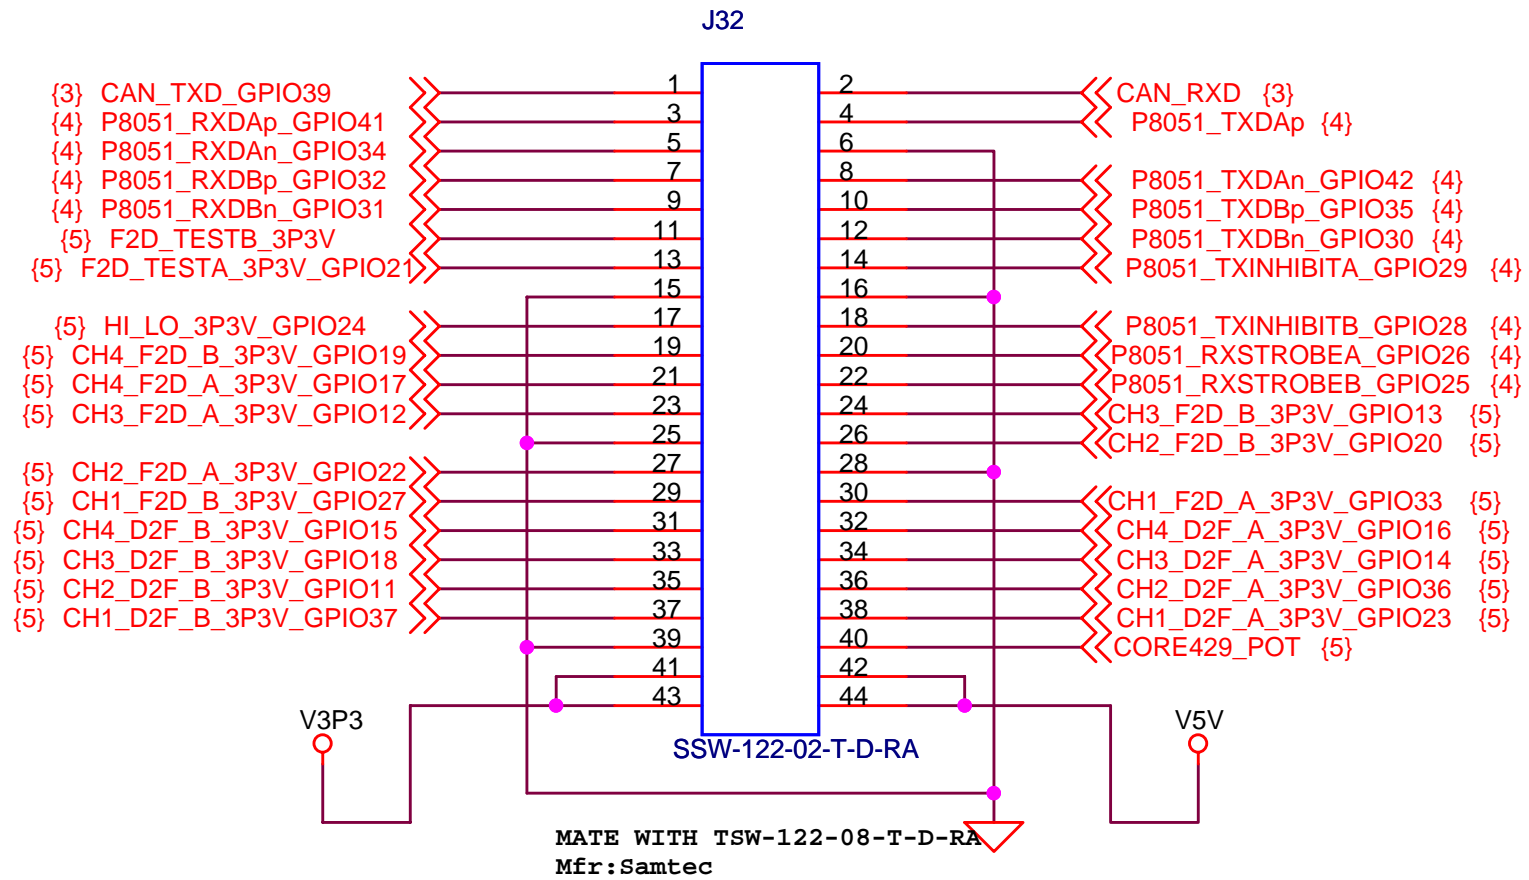 J32
{3} CAN_TXD_GPIO39 1 2 CAN_RXD {3}
{4} P8051_RXDAp_GPIO41 3 4 P8051_TXDAp {4}
{4} P8051_RXDAn_GPIO34 5 6
{4} P8051_RXDBp_GPIO32 7 8 P8051_TXDAn_GPIO42 {4}
{4} P8051_RXDBn_GPIO31 9 10 P8051_TXDBp_GPIO35 {4}
{5} F2D_TESTB_3P3V 11 12 P8051_TXDBn_GPIO30 {4}
{5} F2D_TESTA_3P3V_GPIO21 13 14 P8051_TXINHIBITA_GPIO29 {4}
15 16
{5} HI_LO_3P3V_GPIO24 17 18 P8051_TXINHIBITB_GPIO28 {4}
{5} CH4_F2D_B_3P3V_GPIO19 19 20 P8051_RXSTROBEA_GPIO26 {4}
{5} CH4_F2D_A_3P3V_GPIO17 21 22 P8051_RXSTROBEB_GPIO25 {4}
{5} CH3_F2D_A_3P3V_GPIO12 23 24 CH3_F2D_B_3P3V_GPIO13 {5}
25 26 CH2_F2D_B_3P3V_GPIO20 {5}
{5} CH2_F2D_A_3P3V_GPIO22 27 28
{5} CH1_F2D_B_3P3V_GPIO27 29 30 CH1_F2D_A_3P3V_GPIO33 {5}
{5} CH4_D2F_B_3P3V_GPIO15 31 32 CH4_D2F_A_3P3V_GPIO16 {5}
{5} CH3_D2F_B_3P3V_GPIO18 33 34 CH3_D2F_A_3P3V_GPIO14 {5}
{5} CH2_D2F_B_3P3V_GPIO11 35 36 CH2_D2F_A_3P3V_GPIO36 {5}
{5} CH1_D2F_B_3P3V_GPIO37 37 38 CH1_D2F_A_3P3V_GPIO23 {5}
39 40 CORE429_POT {5}
41 42
43 44
V3P3 V5V
SSW-122-02-T-D-RA
MATE WITH TSW-122-08-T-D-RA
Mfr:Samtec